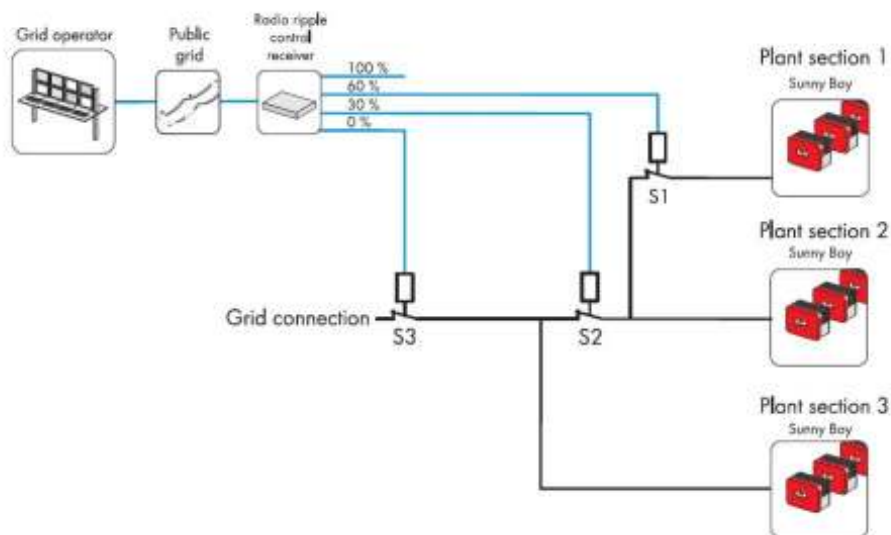 Grid operator
Public
grid
Radio ripple
control
receiver
100 %
60 %
30 %
0 %
Plant section 1
Sunny Boy
S1
Plant section 2
Sunny Boy
Grid connection
S3
S2
Plant section 3
Sunny Boy